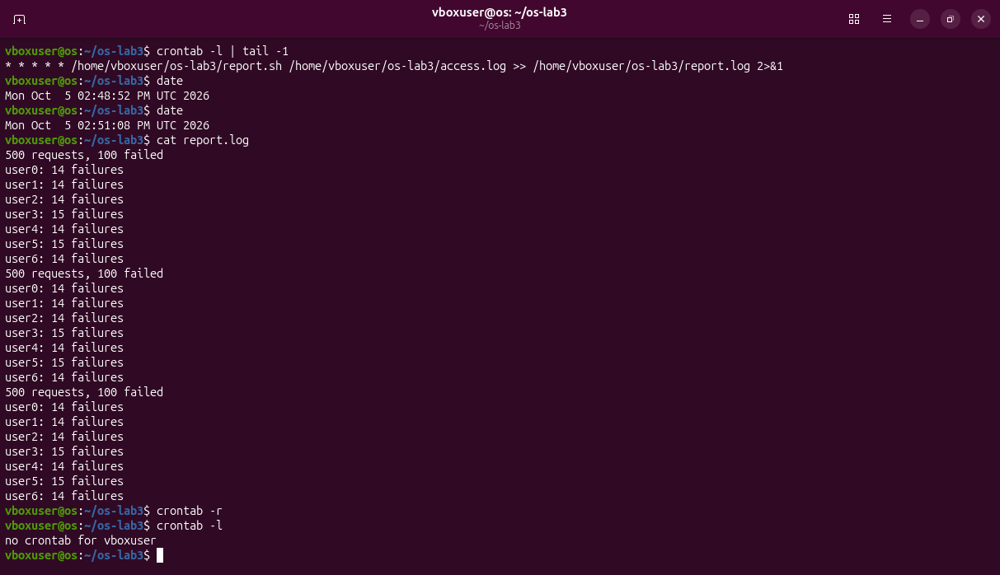 vboxuser@os: ~/os-lab3
~/os-lab3
vboxuser@os:~/os-lab3$ crontab -l | tail -1
* * * * * /home/vboxuser/os-lab3/report.sh /home/vboxuser/os-lab3/access.log >> /home/vboxuser/os-lab3/report.log 2>&1
vboxuser@os:~/os-lab3$ date
Mon Oct  5 02:48:52 PM UTC 2026
vboxuser@os:~/os-lab3$ date
Mon Oct  5 02:51:08 PM UTC 2026
vboxuser@os:~/os-lab3$ cat report.log
500 requests, 100 failed
user0: 14 failures
user1: 14 failures
user2: 14 failures
user3: 15 failures
user4: 14 failures
user5: 15 failures
user6: 14 failures
500 requests, 100 failed
user0: 14 failures
user1: 14 failures
user2: 14 failures
user3: 15 failures
user4: 14 failures
user5: 15 failures
user6: 14 failures
500 requests, 100 failed
user0: 14 failures
user1: 14 failures
user2: 14 failures
user3: 15 failures
user4: 14 failures
user5: 15 failures
user6: 14 failures
vboxuser@os:~/os-lab3$ crontab -r
vboxuser@os:~/os-lab3$ crontab -l
no crontab for vboxuser
vboxuser@os:~/os-lab3$